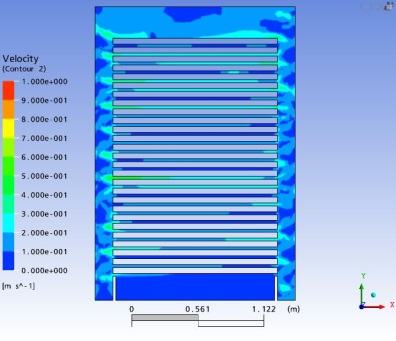 Velocity
(Contour 2)
1.000e+000
9.000e-001
8.000e-001
7.000e-001
6.000e-001
5.000e-001
4.000e-001
3.000e-001
2.000e-001
1.000e-001
0.000e+000
[m s^-1]
0 0.561 1.122 (m)
Y
Z X